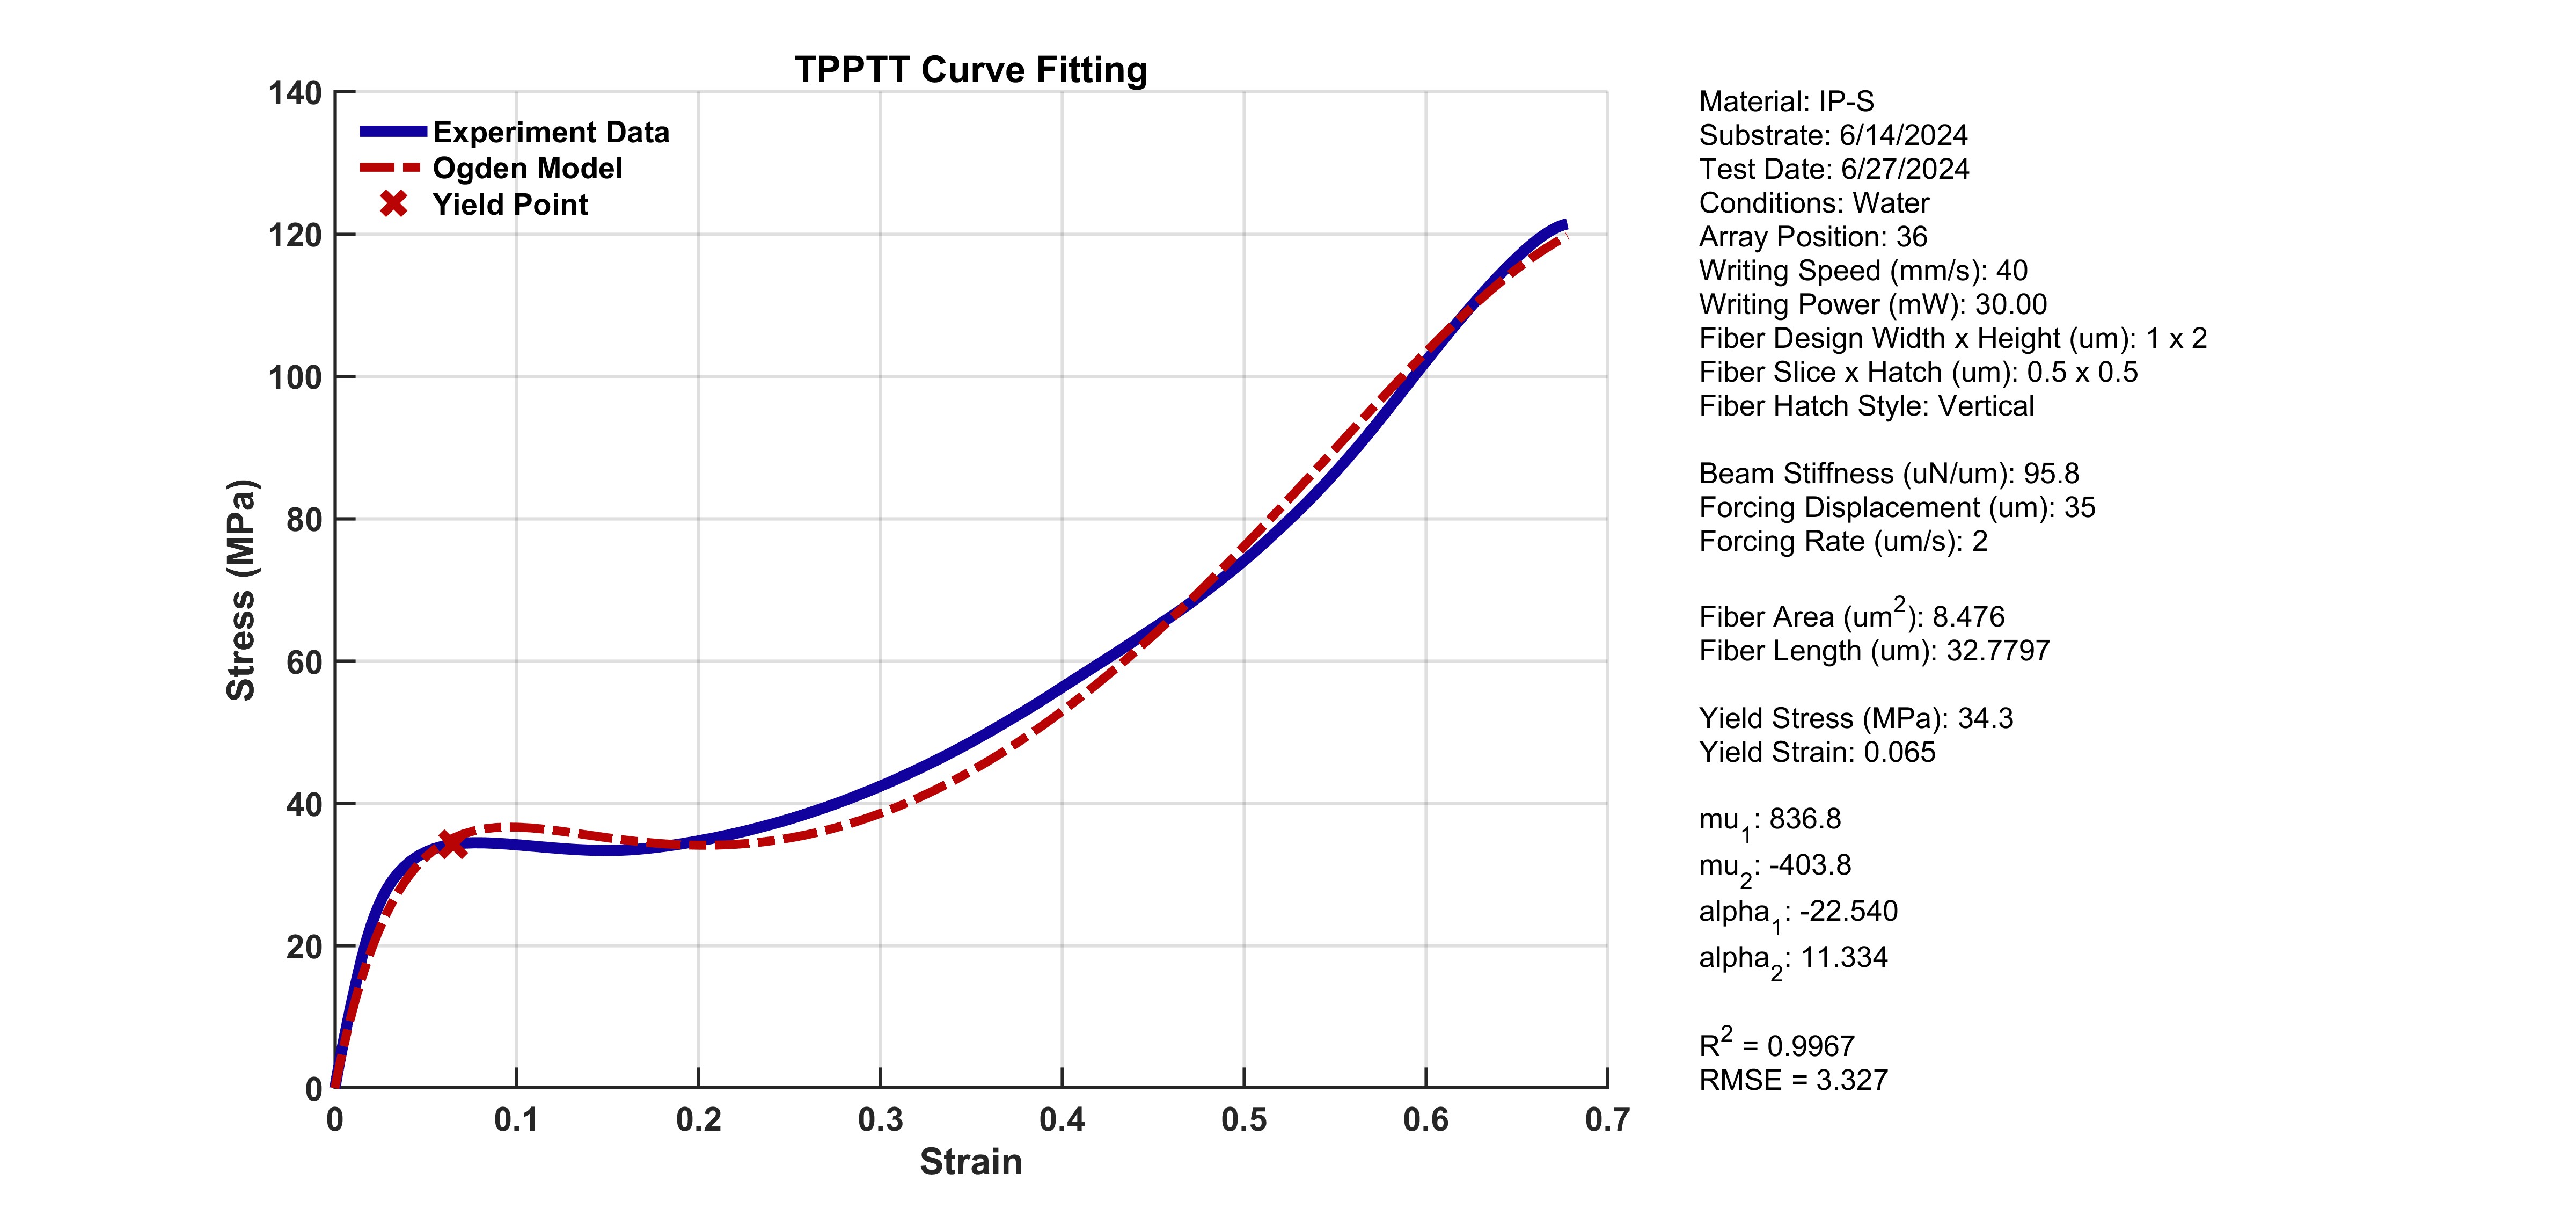 TPPTT Curve Fitting
140
120
100
80
60
40
20
0
Stress (MPa)
Experiment Data
Ogden Model
Yield Point
0 0.1 0.2 0.3 0.4 0.5 0.6 0.7
Strain
Material: IP-S
Substrate: 6/14/2024
Test Date: 6/27/2024
Conditions: Water
Array Position: 36
Writing Speed (mm/s): 40
Writing Power (mW): 30.00
Fiber Design Width x Height (um): 1 x 2
Fiber Slice x Hatch (um): 0.5 x 0.5
Fiber Hatch Style: Vertical
Beam Stiffness (uN/um): 95.8
Forcing Displacement (um): 35
Forcing Rate (um/s): 2
Fiber Area (um²): 8.476
Fiber Length (um): 32.7797
Yield Stress (MPa): 34.3
Yield Strain: 0.065
mu₁: 836.8
mu₂: -403.8
alpha₁: -22.540
alpha₂: 11.334
R² = 0.9967
RMSE = 3.327